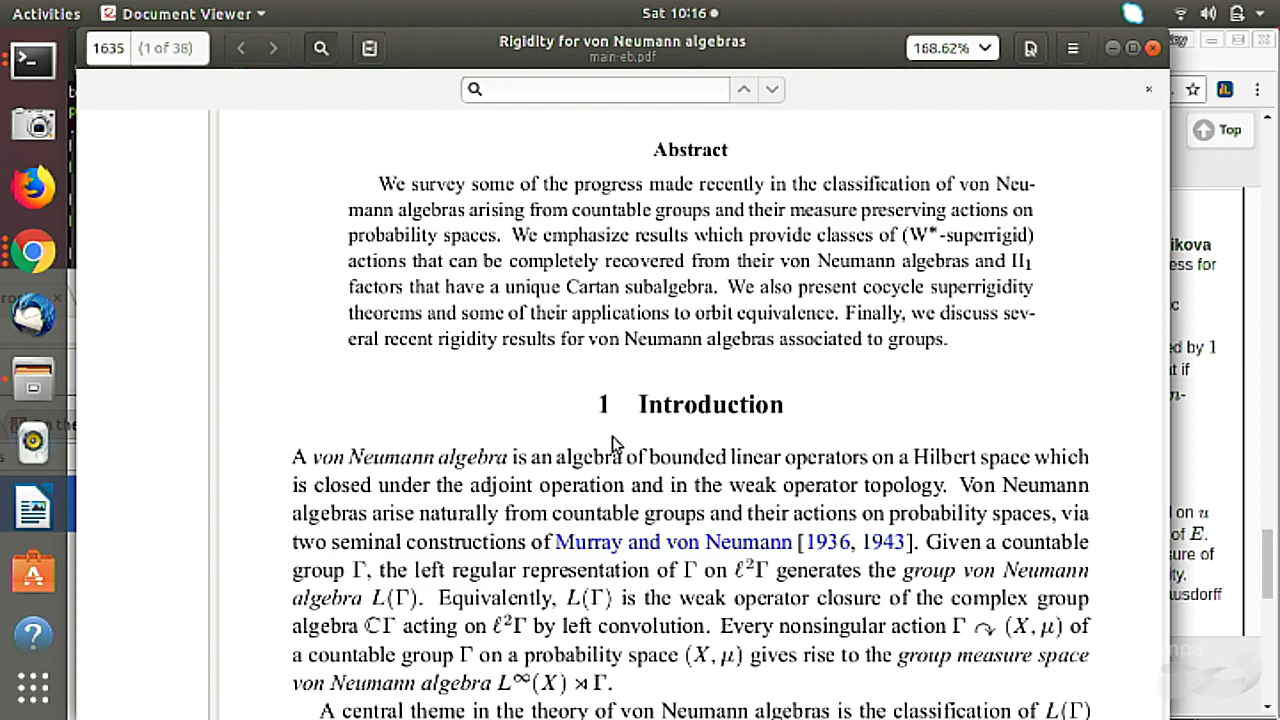 Activities Document Viewer Sat 10:16
1635 (1 of 38) Rigidity for von Neumann algebras 168.62%
main-eb.pdf
Top
Abstract
We survey some of the progress made recently in the classification of von Neu-
mann algebras arising from countable groups and their measure preserving actions on
probability spaces. We emphasize results which provide classes of (W*-superrigid)
actions that can be completely recovered from their von Neumann algebras and II₁
factors that have a unique Cartan subalgebra. We also present cocycle superrigidity
theorems and some of their applications to orbit equivalence. Finally, we discuss sev-
eral recent rigidity results for von Neumann algebras associated to groups.
1 Introduction
A von Neumann algebra is an algebra of bounded linear operators on a Hilbert space which
is closed under the adjoint operation and in the weak operator topology. Von Neumann
algebras arise naturally from countable groups and their actions on probability spaces, via
two seminal constructions of Murray and von Neumann [1936, 1943]. Given a countable
group Γ, the left regular representation of Γ on ℓ²Γ generates the group von Neumann
algebra L(Γ). Equivalently, L(Γ) is the weak operator closure of the complex group
algebra ℂΓ acting on ℓ²Γ by left convolution. Every nonsingular action Γ ↷ (X, μ) of
a countable group Γ on a probability space (X, μ) gives rise to the group measure space
von Neumann algebra L∞(X) ⋊ Γ.
A central theme in the theory of von Neumann algebras is the classification of L(Γ)
ikova
ess for
ed by 1
t if
n-
d on u
of E.
sure of
ity.
usdorff